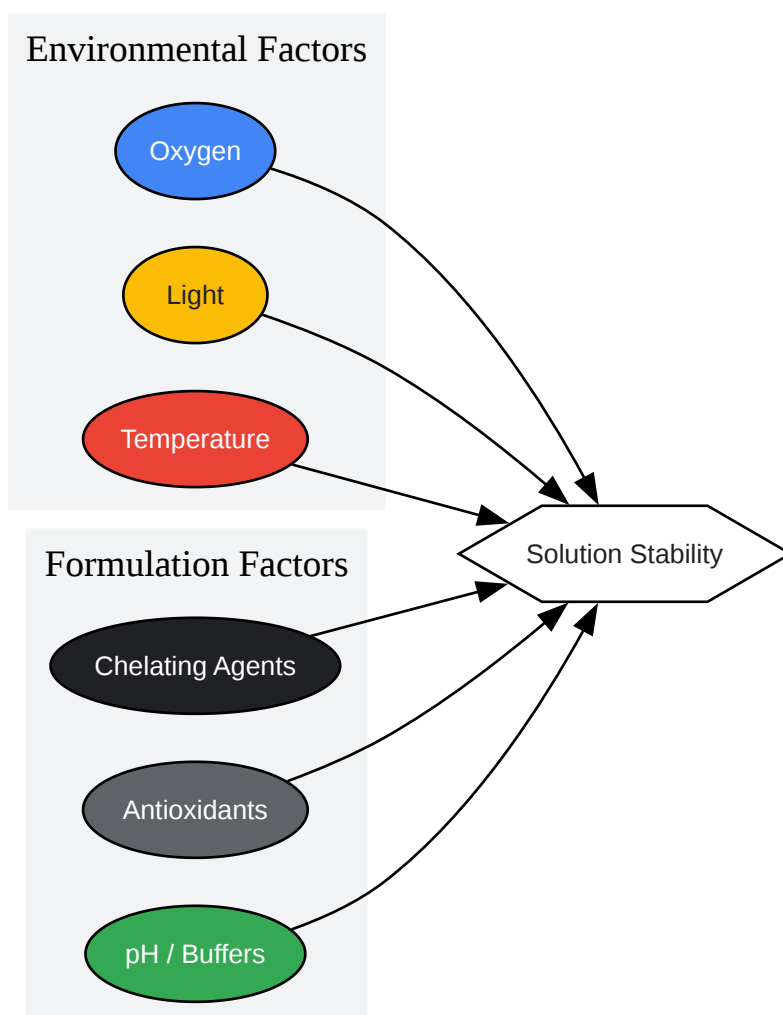 Environmental Factors
Oxygen
Light
Temperature
Solution Stability
Formulation Factors
Chelating Agents
Antioxidants
pH / Buffers